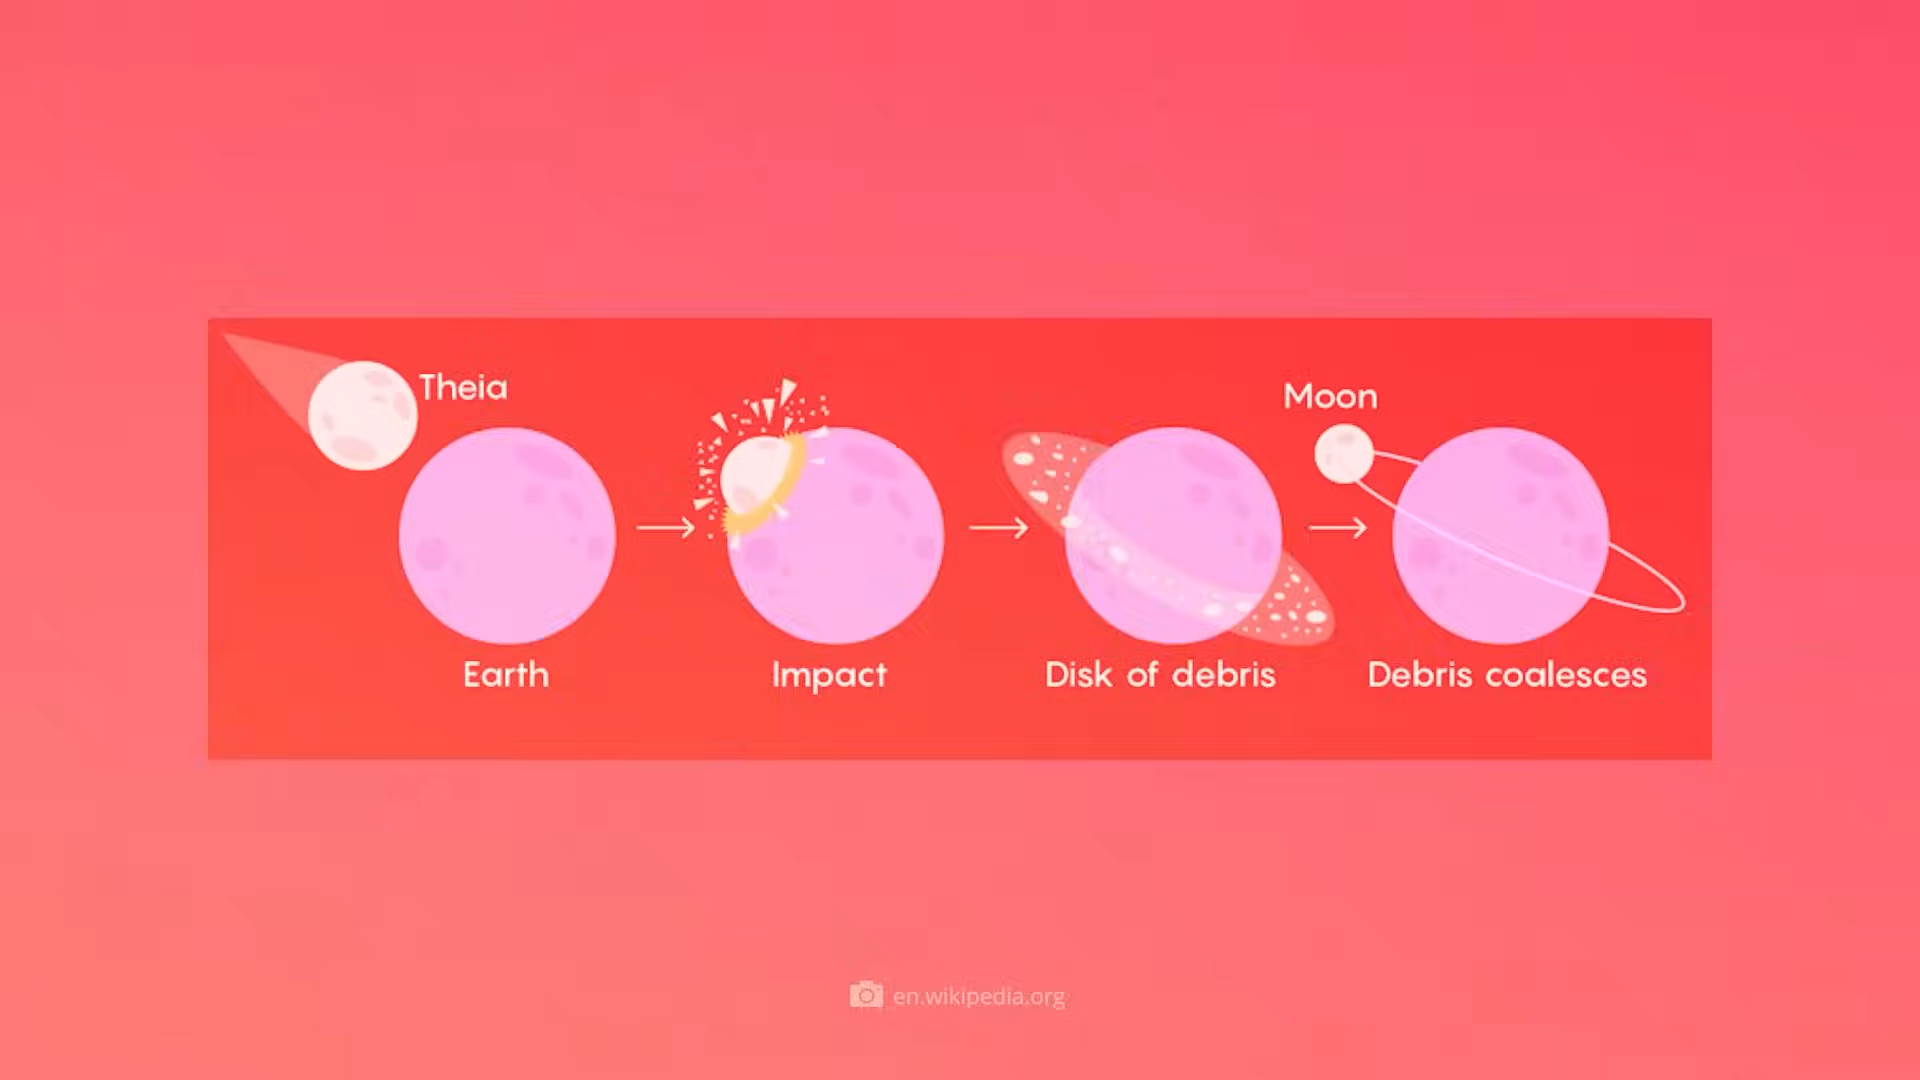 Theia
Moon
Earth
Impact
Disk of debris
Debris coalesces
en.wikipedia.org